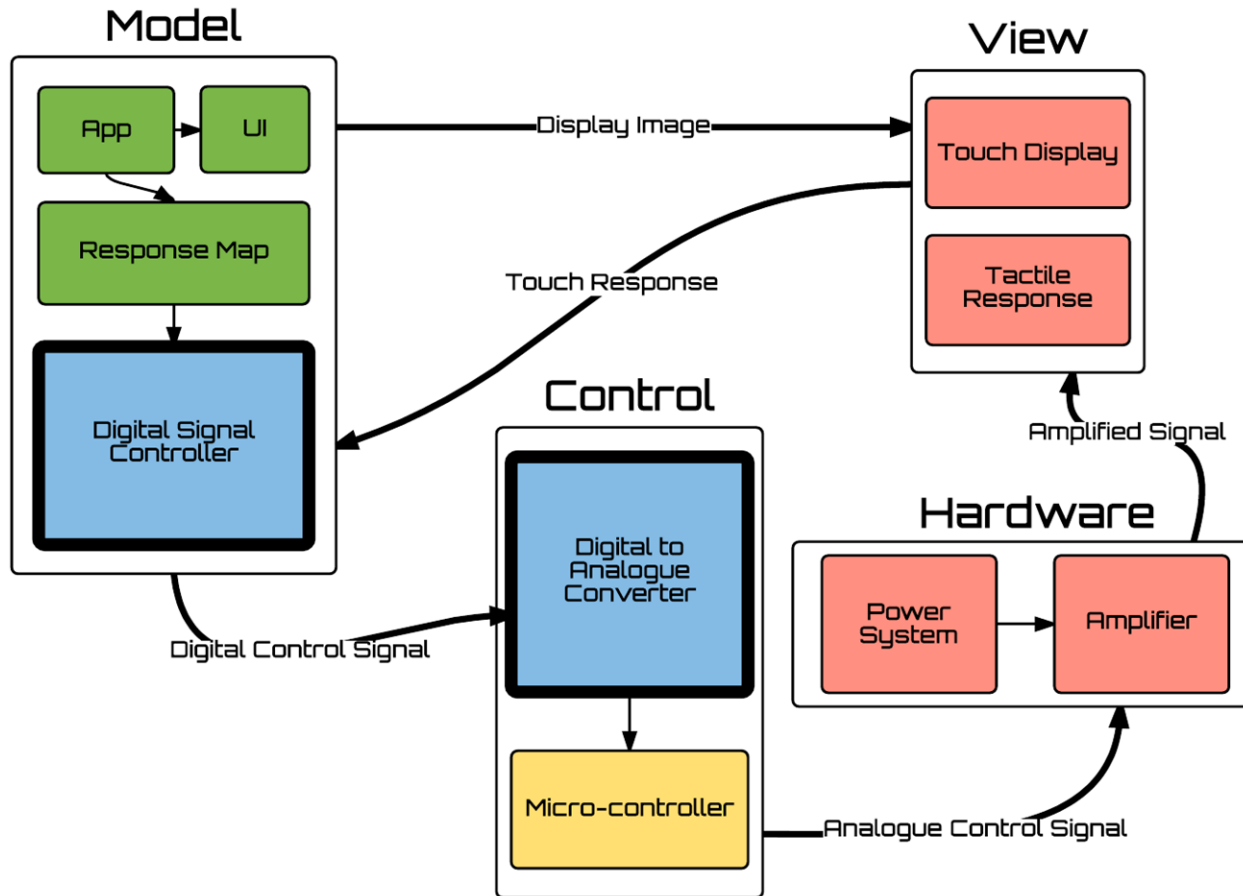 Model
App
UI
Response Map
Digital Signal
Controller
Display Image
Touch Response
Digital Control Signal
View
Touch Display
Tactile
Response
Control
Digital to
Analogue
Converter
Micro-controller
Amplified Signal
Hardware
Power
System
Amplifier
Analogue Control Signal